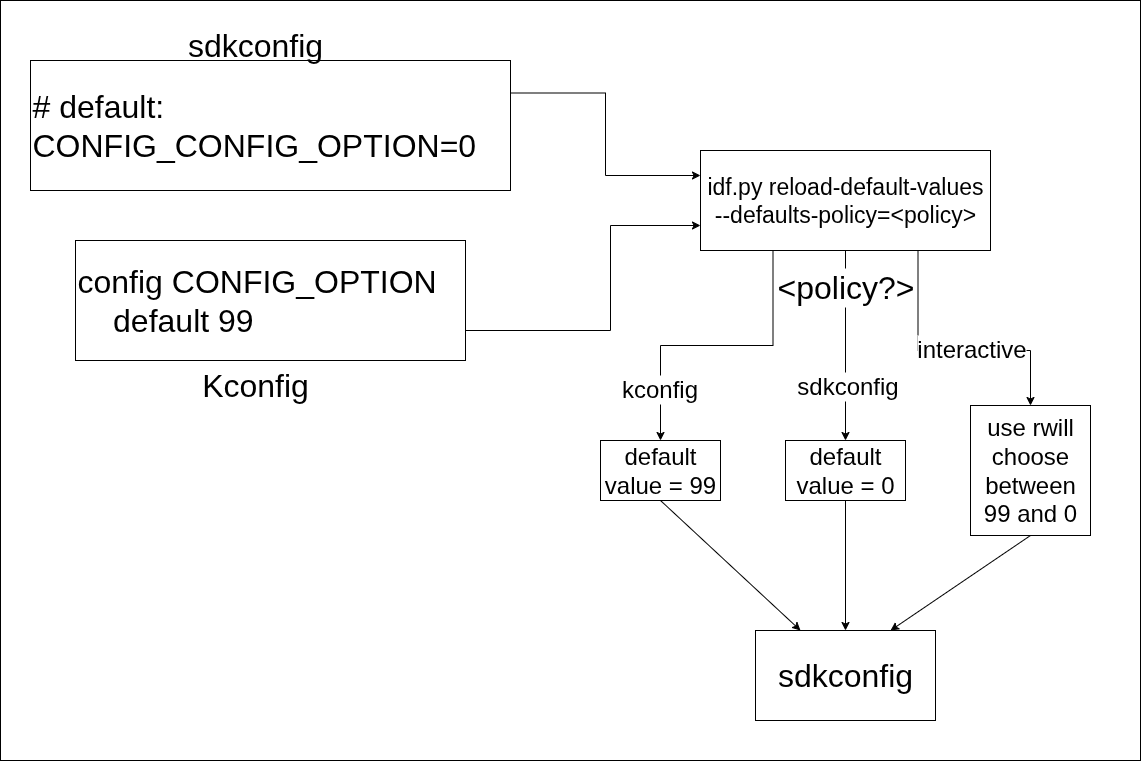 sdkconfig
# default:
CONFIG_CONFIG_OPTION=0
config CONFIG_OPTION
default 99
Kconfig
idf.py reload-default-values
--defaults-policy=<policy>
<policy?>
kconfig
sdkconfig
interactive
default
value = 99
default
value = 0
use rwill
choose
between
99 and 0
sdkconfig